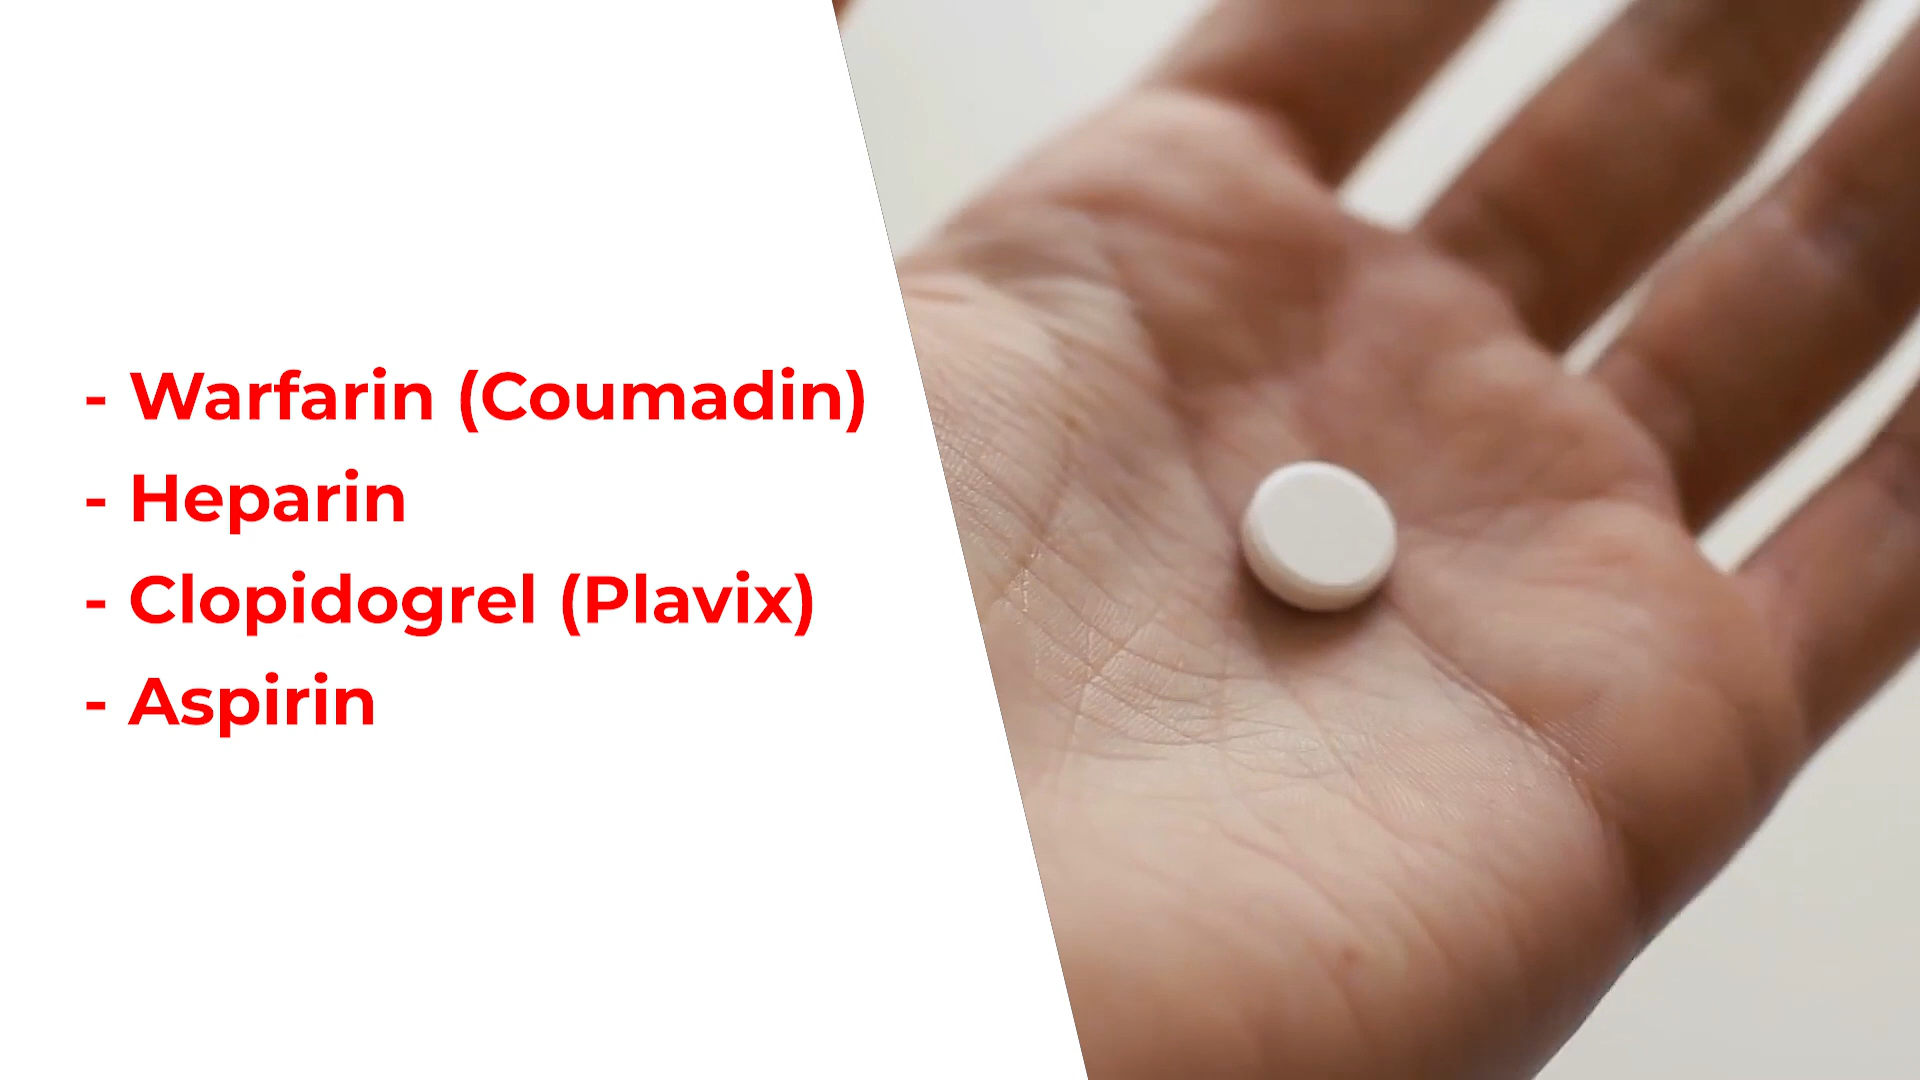 - Warfarin (Coumadin)
- Heparin
- Clopidogrel (Plavix)
- Aspirin